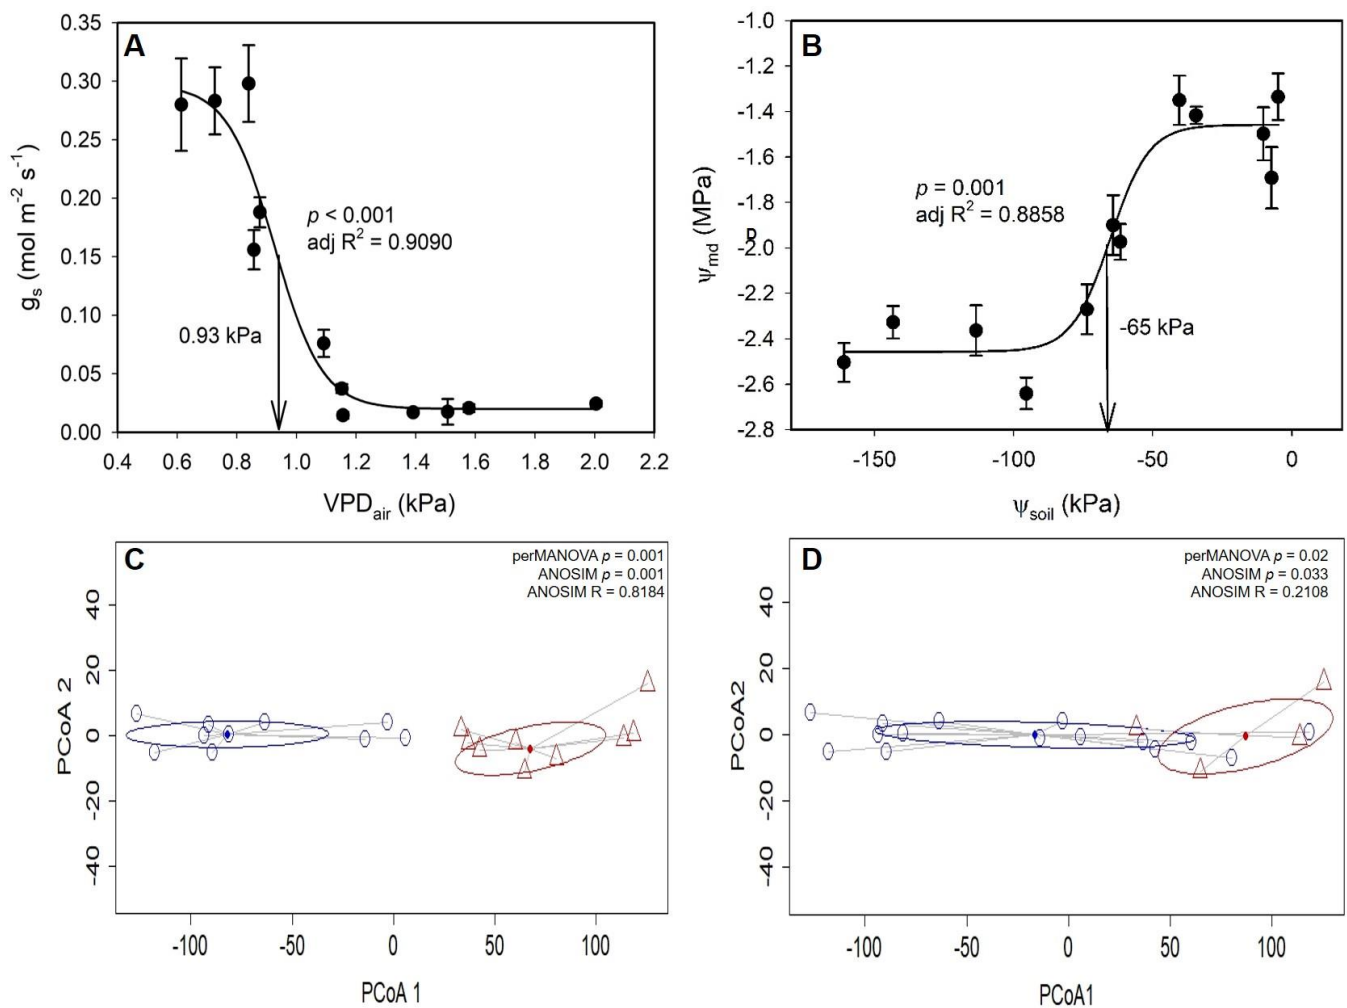 A
0.35
0.30
0.25
0.20
0.15
0.10
0.05
0.00
gₛ (mol m⁻² s⁻¹)
p < 0.001
adj R² = 0.9090
0.93 kPa
0.4 0.6 0.8 1.0 1.2 1.4 1.6 1.8 2.0 2.2
VPDair (kPa)
B
-1.0
-1.2
-1.4
-1.6
-1.8
-2.0
-2.2
-2.4
-2.6
-2.8
ψmd (MPa)
p
p = 0.001
adj R² = 0.8858
-65 kPa
-150 -100 -50 0
ψsoil (kPa)
C
perMANOVA p = 0.001
ANOSIM p = 0.001
ANOSIM R = 0.8184
40
20
0
-20
-40
PCoA 2
-100 -50 0 50 100
PCoA 1
D
perMANOVA p = 0.02
ANOSIM p = 0.033
ANOSIM R = 0.2108
40
20
0
-20
-40
PCoA2
-100 -50 0 50 100
PCoA1